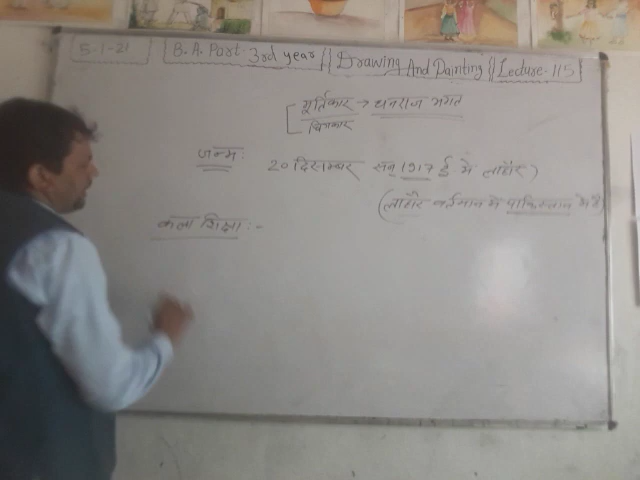 5-1-21 B.A. Part-3rd year || Drawing And Painting || Lecture-115
मूर्तिकार → धनराज भगत
चित्रकार
जन्म: 20 दिसम्बर सन् 1917 ई में लाहौर)
(लाहौर वर्तमान में पाकिस्तान में है)
कला शिक्षा:-